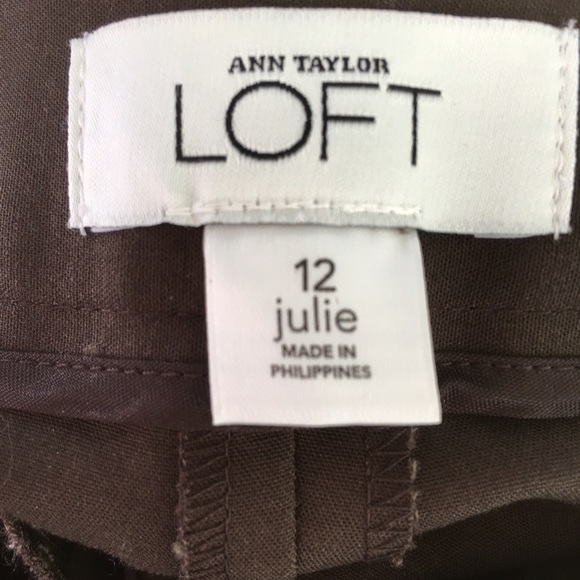 ANN TAYLOR
LOFT
12
julie
MADE IN
PHILIPPINES